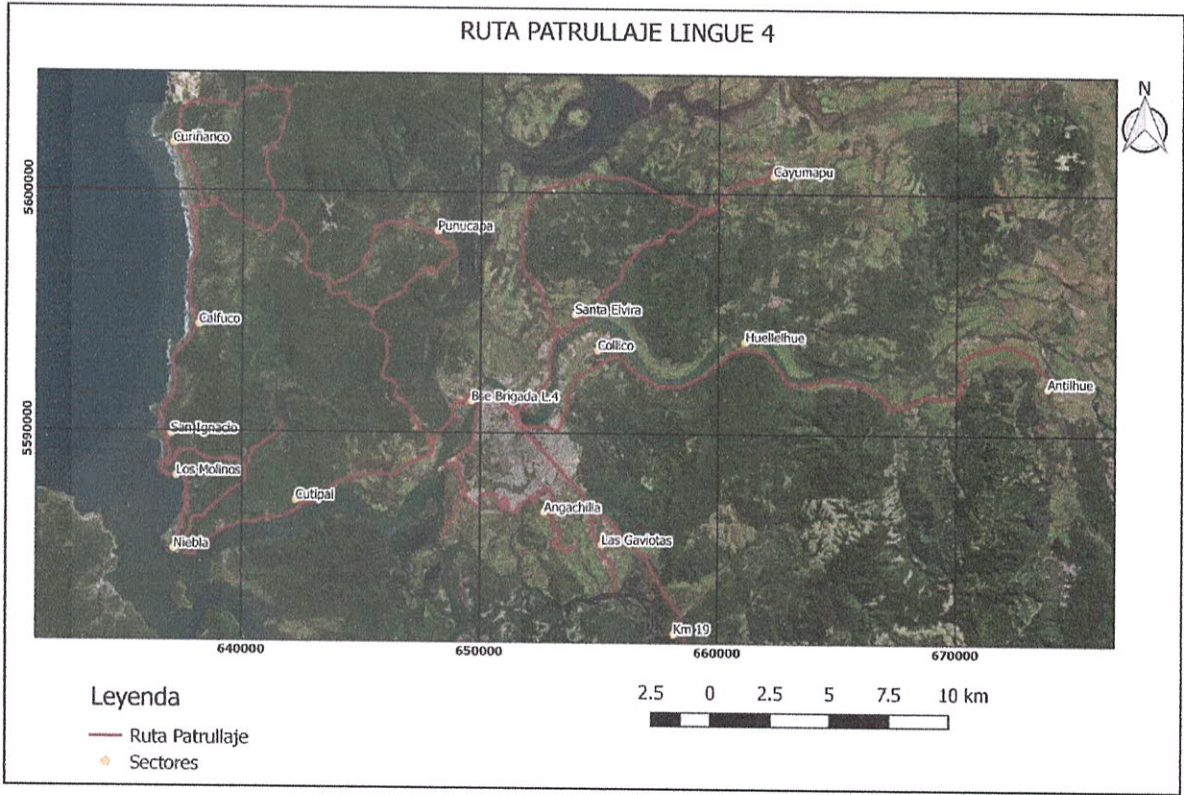 RUTA PATRULLAJE LINGUE 4
N
Curiñanco
Cayumapu
5600000
Punucapa
Santa Elvira
Calfuco
Collico
Huellelhue
Antilhue
Bse Brigada L.4
San Ignacio
5590000
Los Molinos
Cutipai
Angachilla
Las Gaviotas
Niebla
Km 19
640000 650000 660000 670000
Leyenda
2.5 0 2.5 5 7.5 10 km
Ruta Patrullaje
Sectores